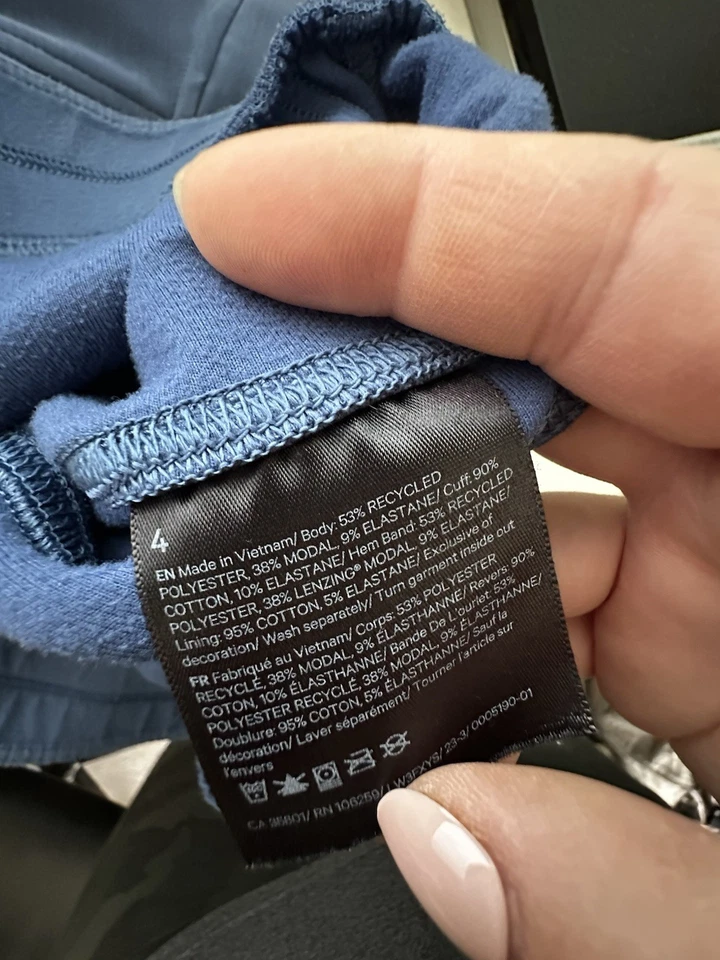 4
EN Made in Vietnam/ Body: 53% RECYCLED
POLYESTER, 38% MODAL, 9% ELASTANE/ Cuff: 90%
COTTON, 10% ELASTANE/ Hem Band: 53% RECYCLED
POLYESTER, 38% LENZING® MODAL, 9% ELASTANE/
Lining: 95% COTTON, 5% ELASTANE/ Exclusive of
decoration/ Wash separately/ Turn garment inside out
FR Fabriqué au Vietnam/ Corps: 53% POLYESTER
RECYCLÉ, 38% MODAL, 9% ÉLASTHANNE/ Revers: 90%
COTON, 10% ÉLASTHANNE/ Bande De L'ourlet: 53%
POLYESTER RECYCLÉ, 38% MODAL, 9% ÉLASTHANNE/
Doublure: 95% COTON, 5% ÉLASTHANNE/ Sauf la
décoration/ Laver séparément/ Tourner l'article sur
l'envers
CA 35801/ RN 106259/ LW3FXYS/ 23-3/ 0005190-01